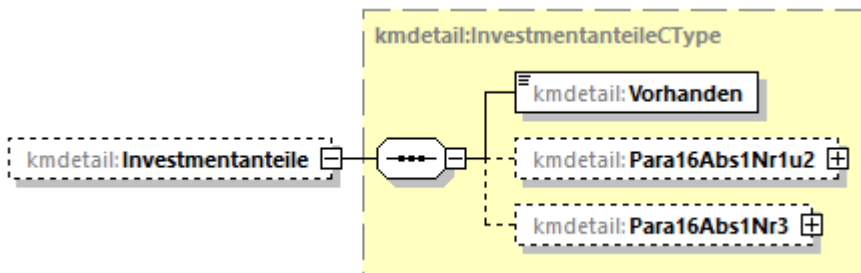 kmdetail:InvestmentanteileCType
kmdetail:Vorhanden
kmdetail:Investmentanteile
kmdetail:Para16Abs1Nr1u2
kmdetail:Para16Abs1Nr3